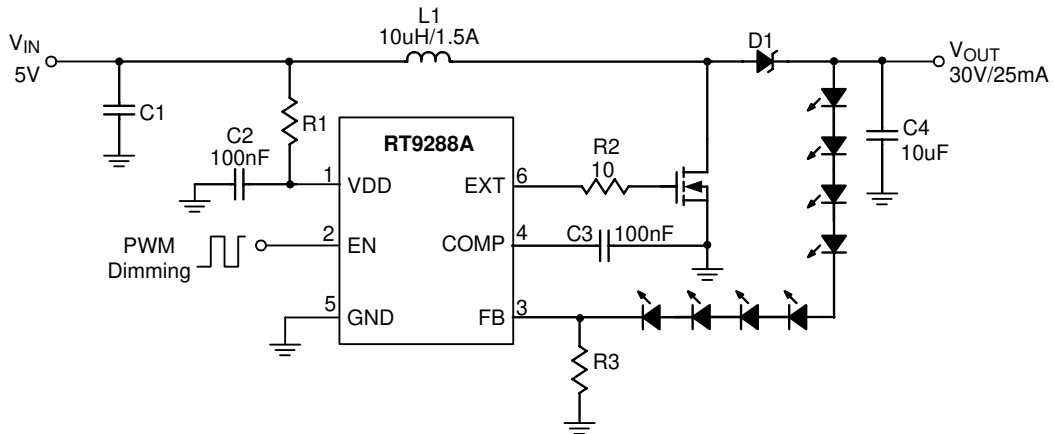 L1
10uH/1.5A
VIN
5V
D1
VOUT
30V/25mA
C1
R1
C2
100nF
RT9288A
R2
10
C4
10uF
1
VDD
EXT
6
2
EN
COMP
4
C3
100nF
PWM
Dimming
5
GND
FB
3
R3